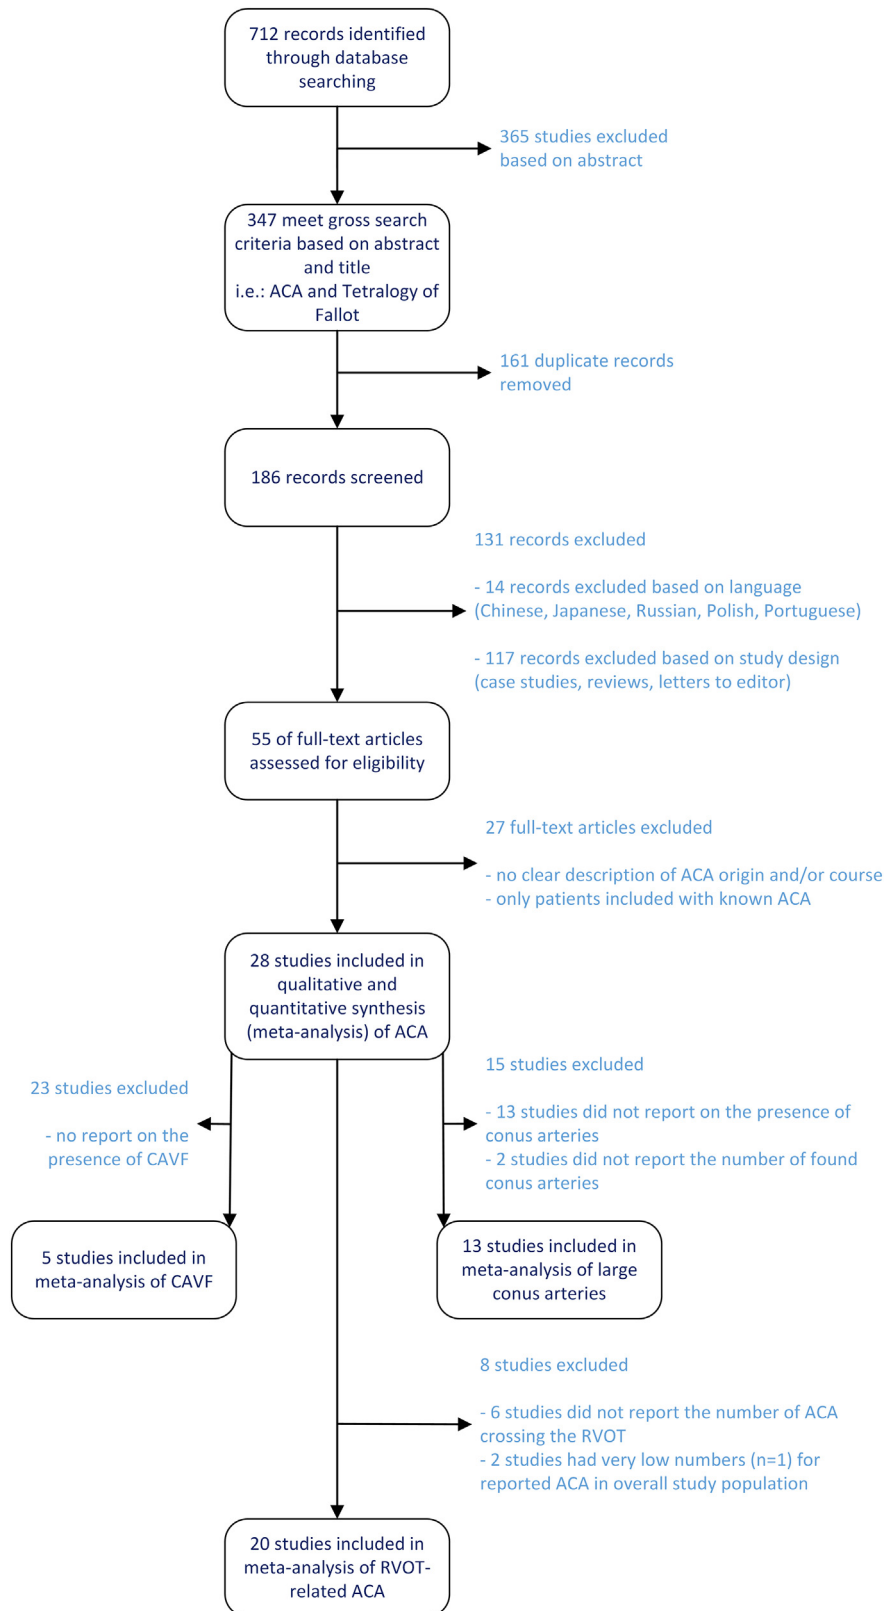 712 records identified
through database
searching
365 studies excluded
based on abstract
347 meet gross search
criteria based on abstract
and title
i.e.: ACA and Tetralogy of
Fallot
161 duplicate records
removed
186 records screened
131 records excluded
- 14 records excluded based on language
(Chinese, Japanese, Russian, Polish, Portuguese)
- 117 records excluded based on study design
(case studies, reviews, letters to editor)
55 of full-text articles
assessed for eligibility
27 full-text articles excluded
- no clear description of ACA origin and/or course
- only patients included with known ACA
28 studies included in
qualitative and
quantitative synthesis
(meta-analysis) of ACA
23 studies excluded
- no report on the
presence of CAVF
15 studies excluded
- 13 studies did not report on the presence of
conus arteries
- 2 studies did not report the number of found
conus arteries
5 studies included in
meta-analysis of CAVF
13 studies included in
meta-analysis of large
conus arteries
8 studies excluded
- 6 studies did not report the number of ACA
crossing the RVOT
- 2 studies had very low numbers (n=1) for
reported ACA in overall study population
20 studies included in
meta-analysis of RVOT-
related ACA